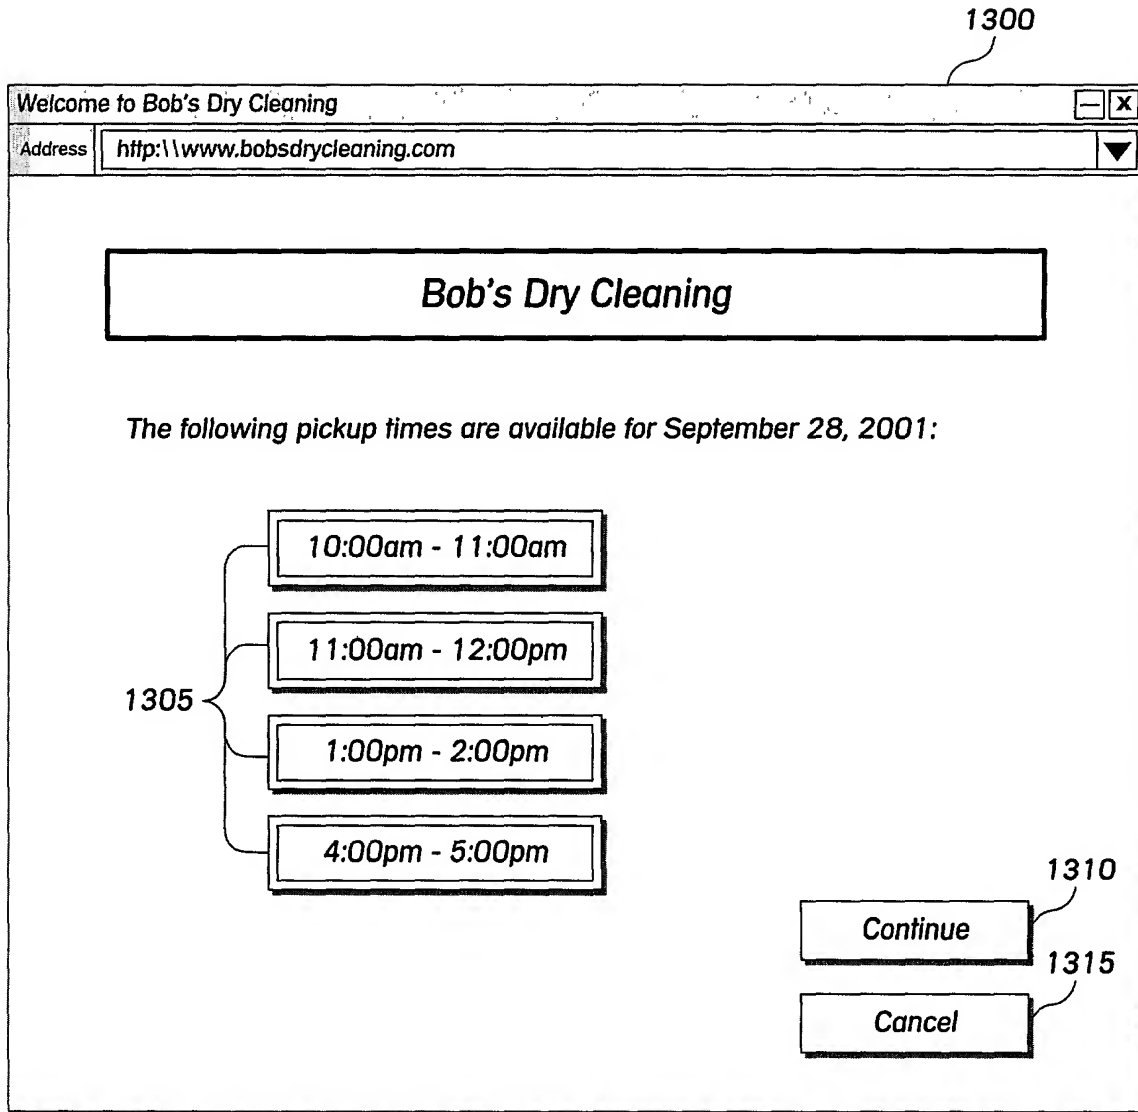 1300
Welcome to Bob's Dry Cleaning
Address http:\\www.bobsdrycleaning.com
Bob's Dry Cleaning
The following pickup times are available for September 28, 2001:
10:00am - 11:00am
11:00am - 12:00pm
1305
1:00pm - 2:00pm
4:00pm - 5:00pm
1310
Continue
1315
Cancel